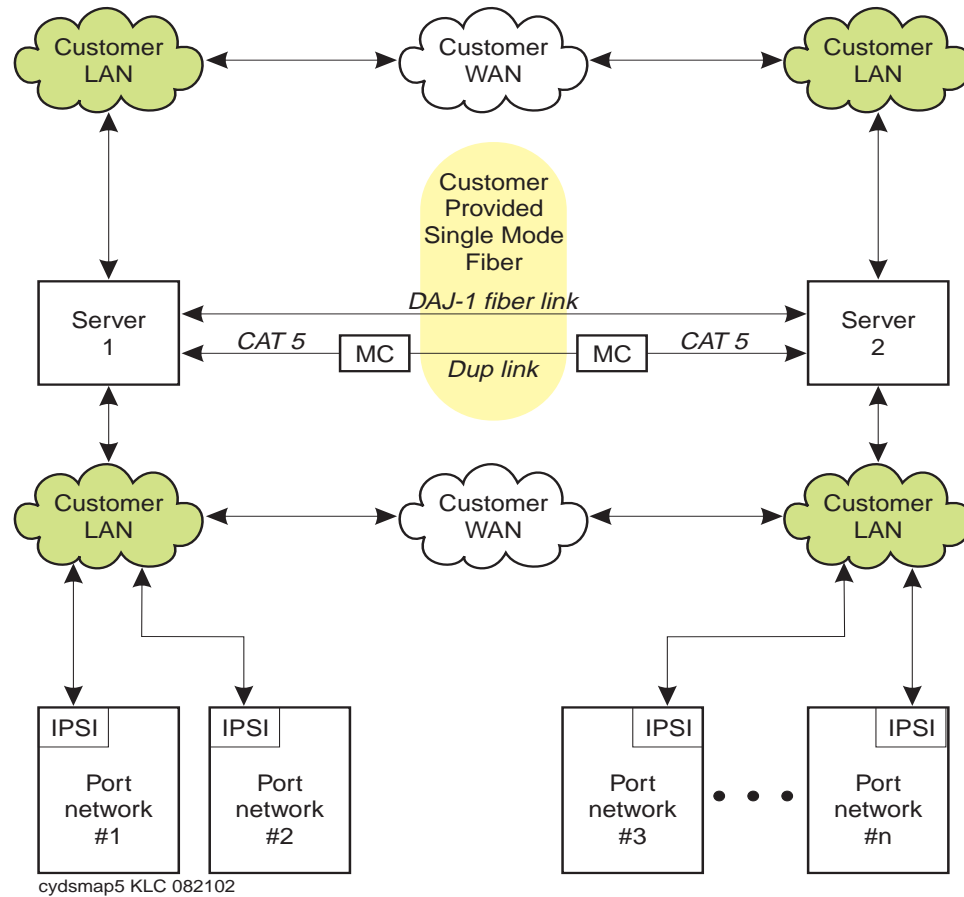 Customer
LAN
Customer
WAN
Customer
LAN
Customer
Provided
Single Mode
Fiber
DAJ-1 fiber link
Server
1
Server
2
CAT 5
MC
MC
CAT 5
Dup link
Customer
LAN
Customer
WAN
Customer
LAN
IPSI
Port
network
#1
IPSI
Port
network
#2
IPSI
Port
network
#3
IPSI
Port
network
#n
cydsmap5 KLC 082102